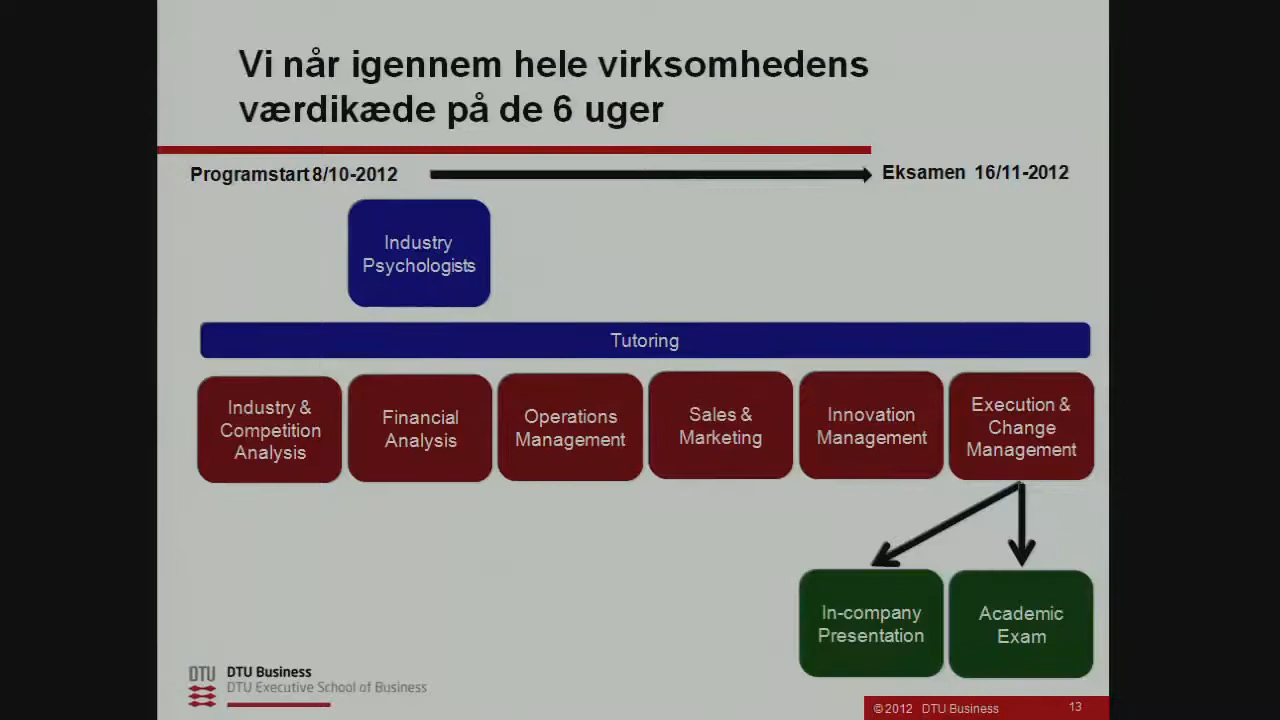 Vi når igennem hele virksomhedens
værdikæde på de 6 uger
Programstart 8/10-2012
Eksamen 16/11-2012
Industry
Psychologists
Tutoring
Industry &
Competition
Analysis
Financial
Analysis
Operations
Management
Sales &
Marketing
Innovation
Management
Execution &
Change
Management
In-company
Presentation
Academic
Exam
DTU
DTU Business
DTU Executive School of Business
© 2012 DTU Business
13